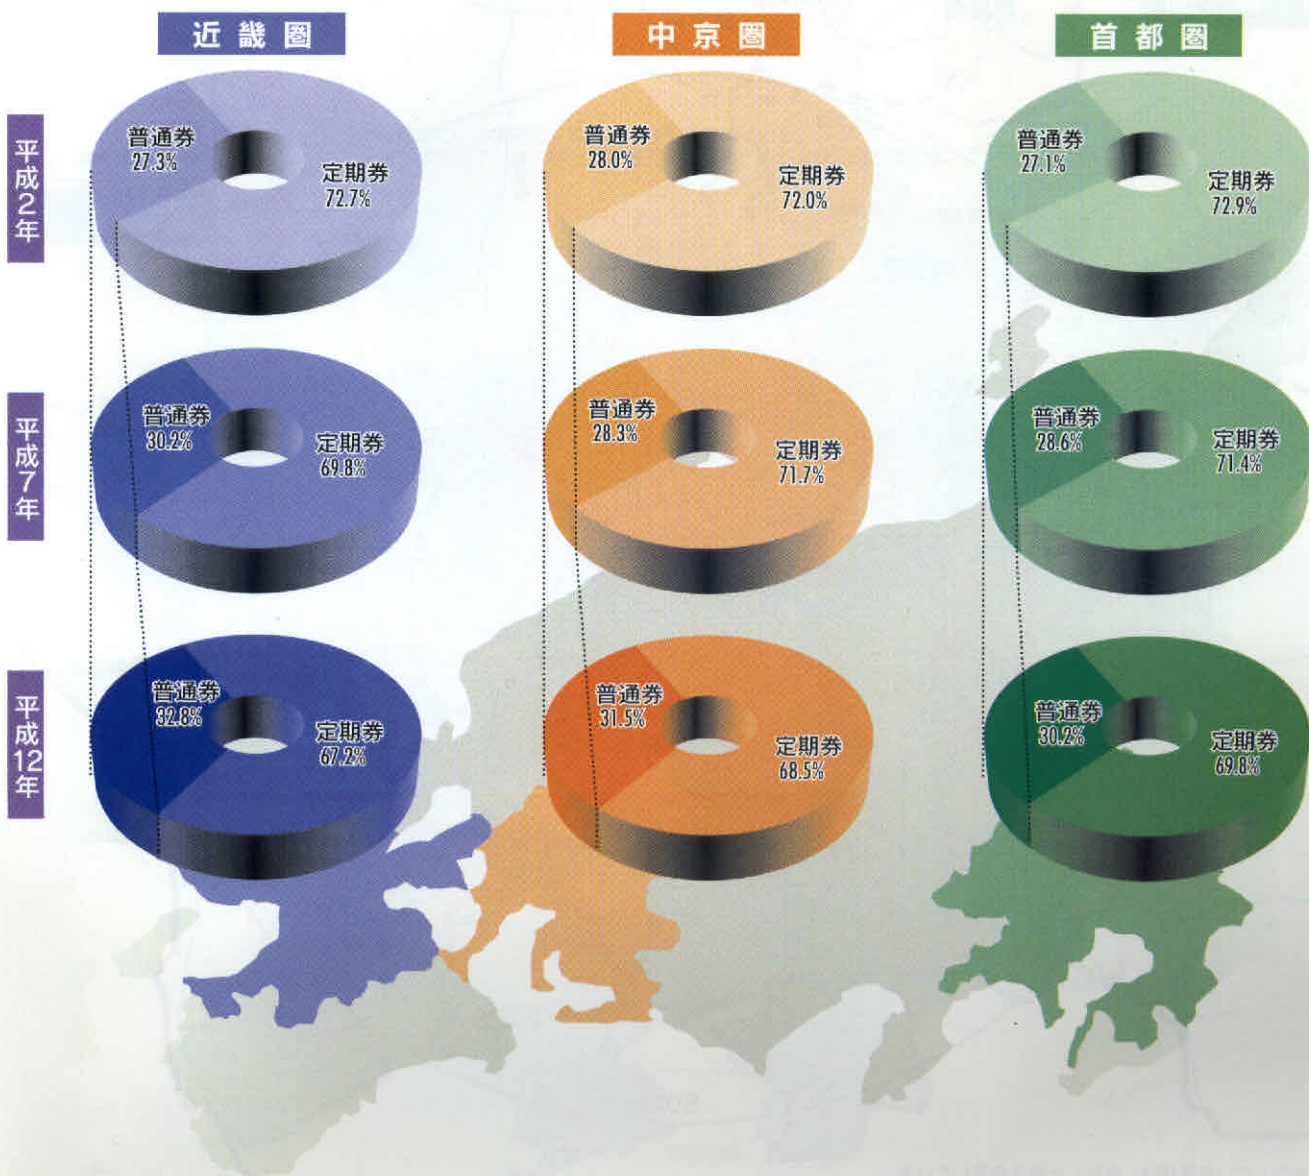 近畿圏
中京圏
首都圏
平成2年
普通券
27.3%
定期券
72.7%
普通券
28.0%
定期券
72.0%
普通券
27.1%
定期券
72.9%
平成7年
普通券
30.2%
定期券
69.8%
普通券
28.3%
定期券
71.7%
普通券
28.6%
定期券
71.4%
平成12年
普通券
32.8%
定期券
67.2%
普通券
31.5%
定期券
68.5%
普通券
30.2%
定期券
69.8%